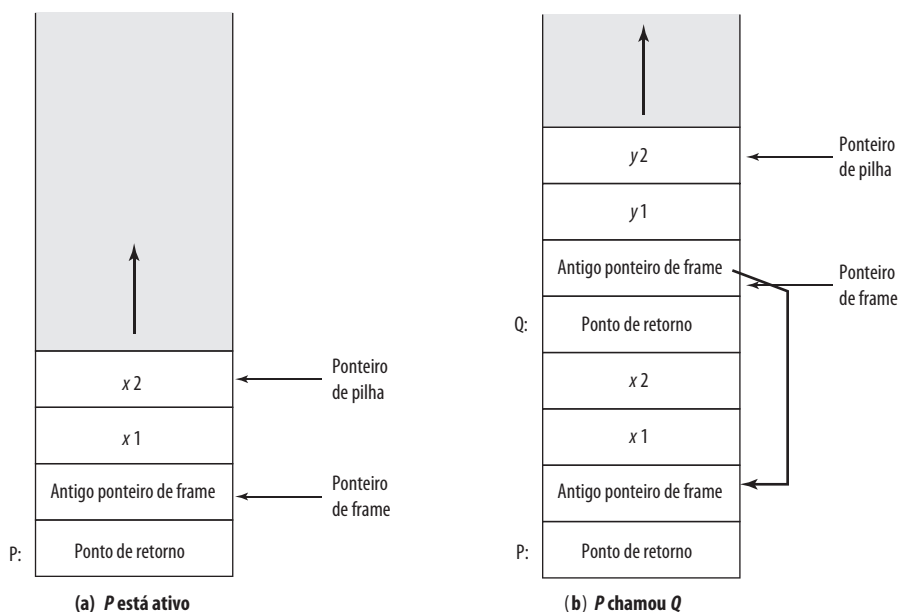 x 2
Ponteiro
de pilha
x 1
Antigo ponteiro de frame
Ponteiro
de frame
P:
Ponto de retorno
(a) P está ativo
y 2
Ponteiro
de pilha
y 1
Antigo ponteiro de frame
Ponteiro
de frame
Q:
Ponto de retorno
x 2
x 1
Antigo ponteiro de frame
P:
Ponto de retorno
(b) P chamou Q